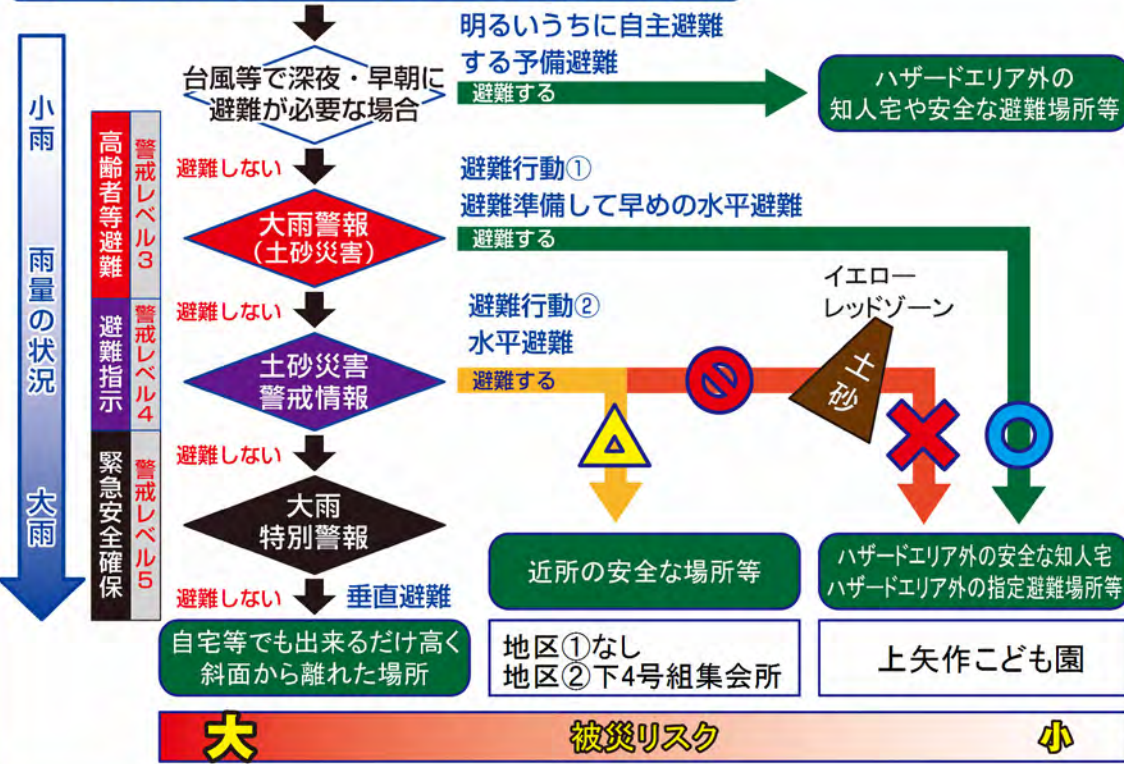 明るいうちに自主避難
する予備避難
避難する
台風等で深夜・早朝に
避難が必要な場合
ハザードエリア外の
知人宅や安全な避難場所等
小雨
雨量の状況
大雨
高齢者等避難
警戒レベル3
避難指示
警戒レベル4
緊急安全確保
警戒レベル5
避難しない
避難行動①
避難準備して早めの水平避難
避難する
大雨警報
(土砂災害)
避難しない
避難行動②
水平避難
避難する
イエロー
レッドゾーン
土砂
土砂災害
警戒情報
避難しない
大雨
特別警報
避難しない
垂直避難
自宅等でも出来るだけ高く
斜面から離れた場所
近所の安全な場所等
地区①なし
地区②下4号組集会所
ハザードエリア外の安全な知人宅
ハザードエリア外の指定避難場所等
上矢作こども園
大
被災リスク
小